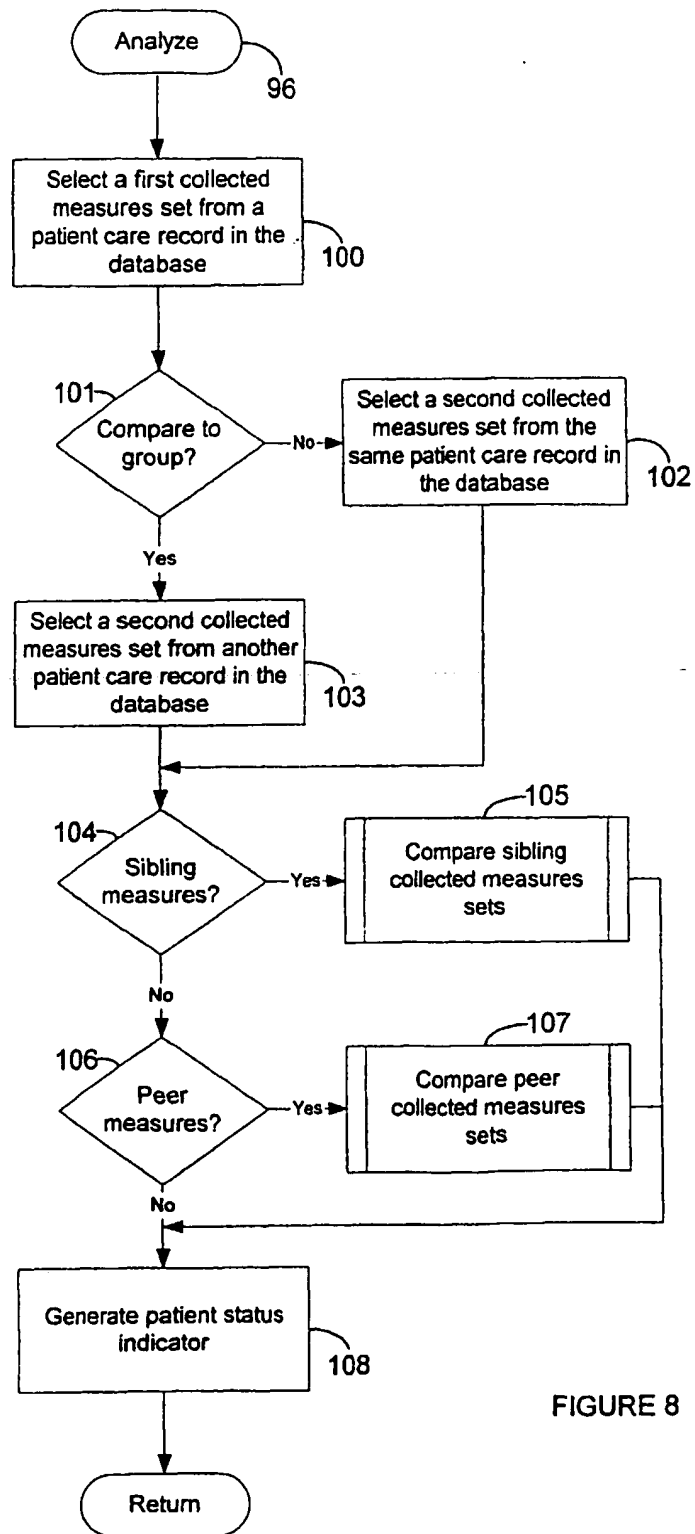 Analyze
96
Select a first collected
measures set from a
patient care record in the
database
100
101
Compare to
group?
No
Select a second collected
measures set from the
same patient care record in
the database
102
Yes
Select a second collected
measures set from another
patient care record in the
database
103
104
Sibling
measures?
Yes
105
Compare sibling
collected measures
sets
No
106
Peer
measures?
Yes
107
Compare peer
collected measures
sets
No
Generate patient status
indicator
108
FIGURE 8
Return